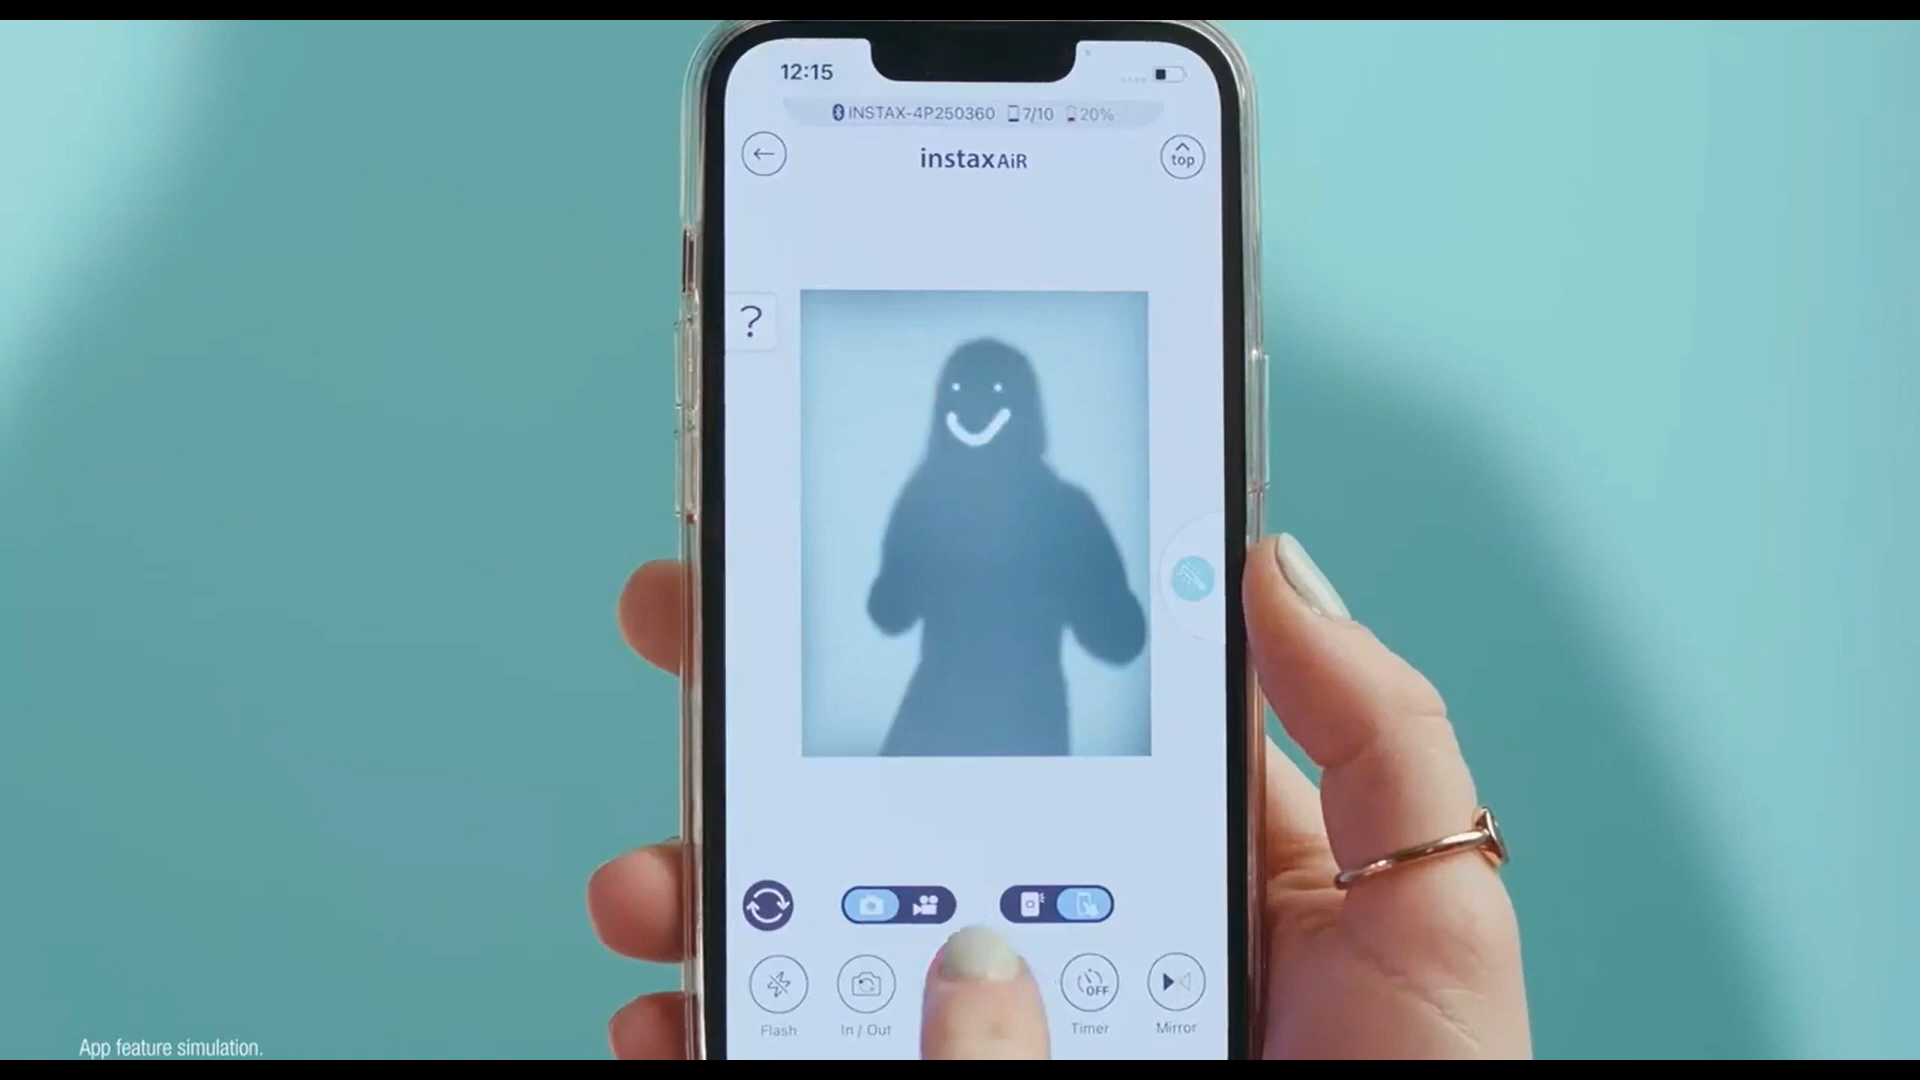 12:15
INSTAX-4P250360 7/10 20%
instax AiR
top
?
OFF
Flash
In / Out
Timer
Mirror
App feature simulation.